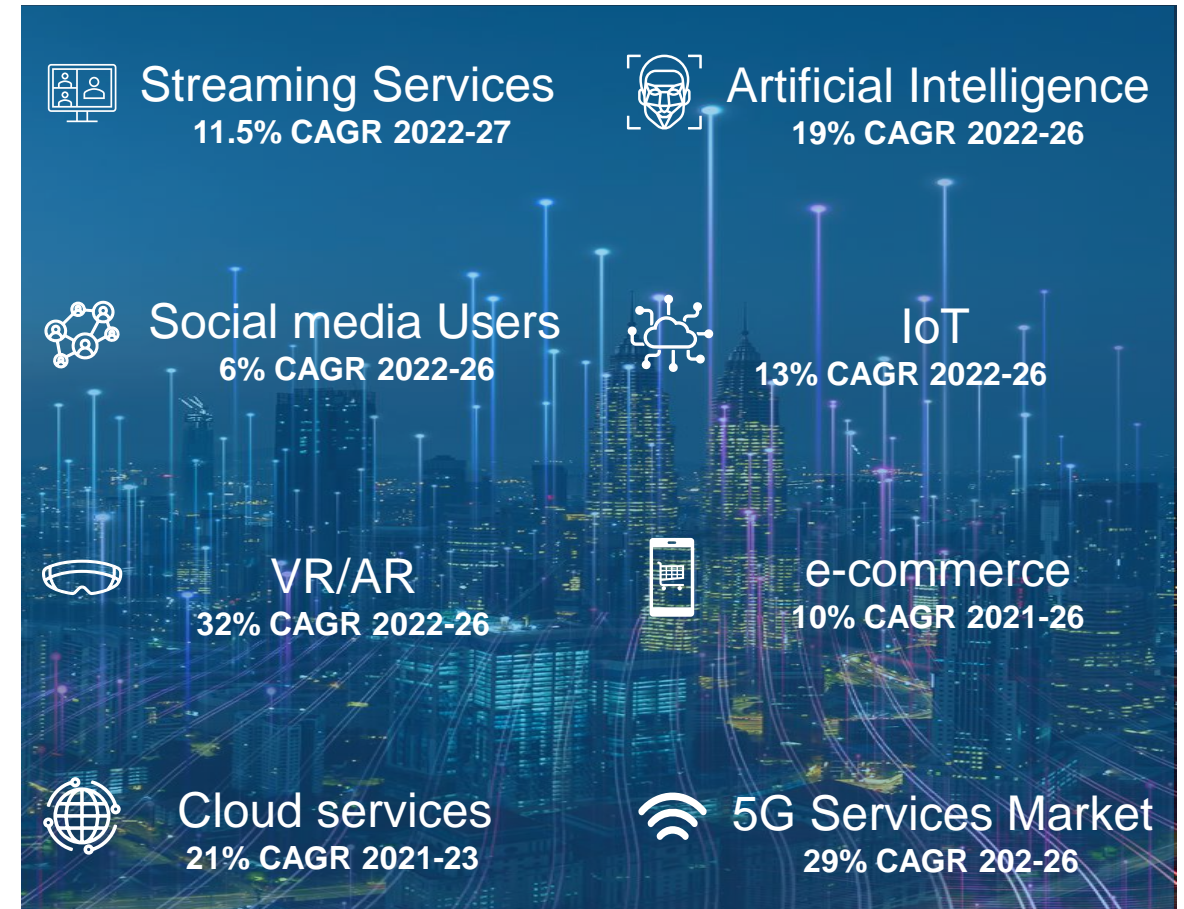 Streaming Services
11.5% CAGR 2022-27
Artificial Intelligence
19% CAGR 2022-26
Social media Users
6% CAGR 2022-26
IoT
13% CAGR 2022-26
VR/AR
32% CAGR 2022-26
e-commerce
10% CAGR 2021-26
Cloud services
21% CAGR 2021-23
5G Services Market
29% CAGR 202-26